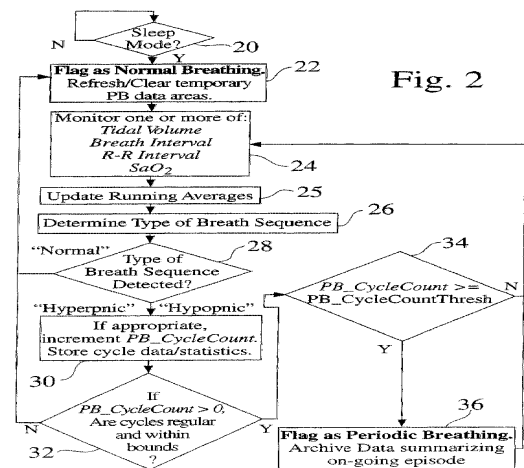 Sleep
Mode?
N
20
Y
Flag as Normal Breathing.
Refresh/Clear temporary
PB data areas.
22
Fig. 2
Monitor one or more of:
Tidal Volume
Breath Interval
R-R Interval
SaO2
24
Update Running Averages
25
Determine Type of Breath Sequence
26
"Normal"
28
Type of
Breath Sequence
Detected?
"Hyperpnic"
"Hypopnic"
34
PB_CycleCount >=
PB_CycleCountThresh
N
Y
If appropriate,
increment PB_CycleCount.
Store cycle data/statistics.
30
If
PB_CycleCount > 0,
Are cycles regular
and within
bounds
?
N
Y
32
36
Flag as Periodic Breathing.
Archive Data summarizing
on-going episode